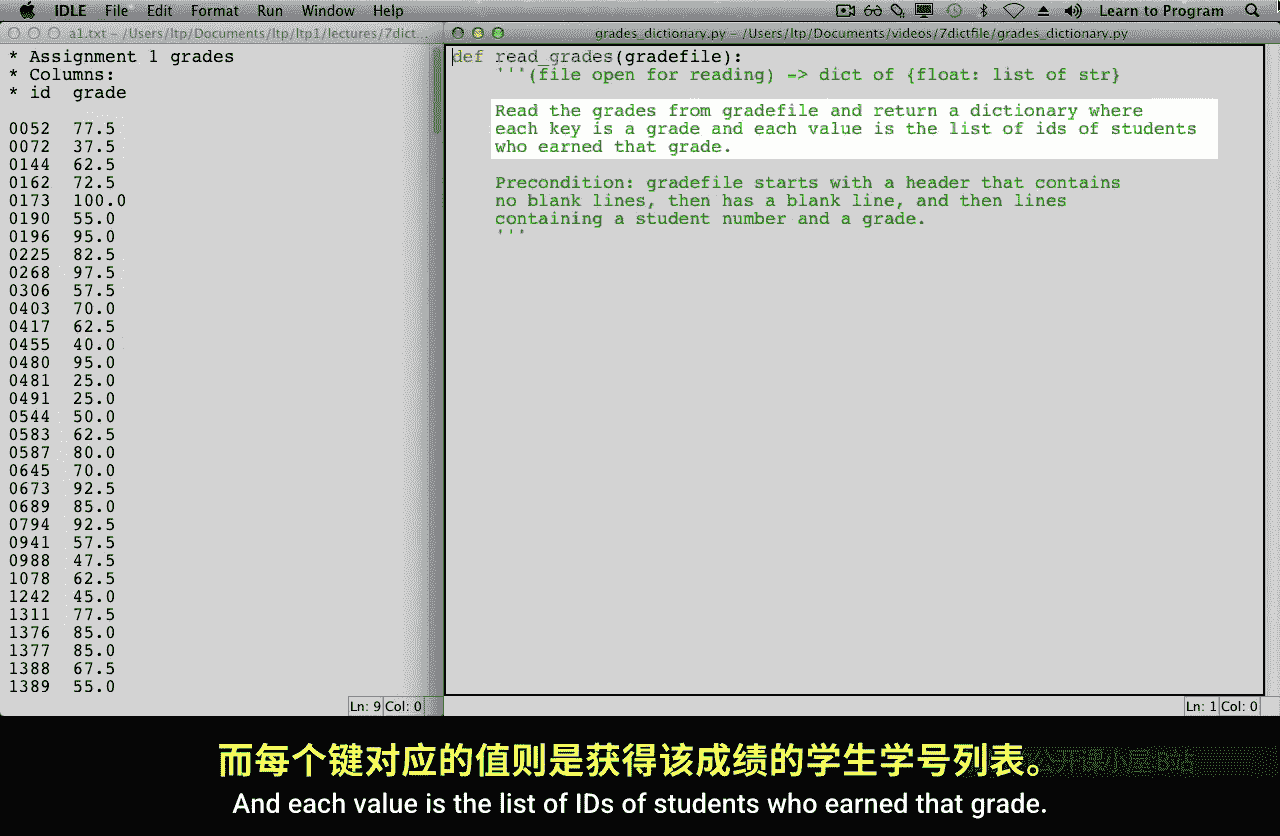 IDLE File Edit Format Run Window Help Learn to Program
a1.txt – /Users/ltp/Documents/ltp/ltp1/lectures/7dict...
* Assignment 1 grades
* Columns:
* id grade
0052 77.5
0072 37.5
0144 62.5
0162 72.5
0173 100.0
0190 55.0
0196 95.0
0225 82.5
0268 97.5
0306 57.5
0403 70.0
0417 62.5
0455 40.0
0480 95.0
0481 25.0
0491 25.0
0544 50.0
0583 62.5
0587 80.0
0645 70.0
0673 92.5
0689 85.0
0794 92.5
0941 57.5
0988 47.5
1078 62.5
1242 45.0
1311 77.5
1376 85.0
1377 85.0
1388 67.5
1389 55.0
Ln: 9 Col: 0
grades_dictionary.py – /Users/ltp/Documents/videos/7dictfile/grades_dictionary.py
def read_grades(gradefile):
'''(file open for reading) -> dict of {float: list of str}
Read the grades from gradefile and return a dictionary where
each key is a grade and each value is the list of ids of students
who earned that grade.
Precondition: gradefile starts with a header that contains
no blank lines, then has a blank line, and then lines
containing a student number and a grade.
'''
Ln: 1 Col: 0
而每个键对应的值则是获得该成绩的学生学号列表。
And each value is the list of IDs of students who earned that grade.